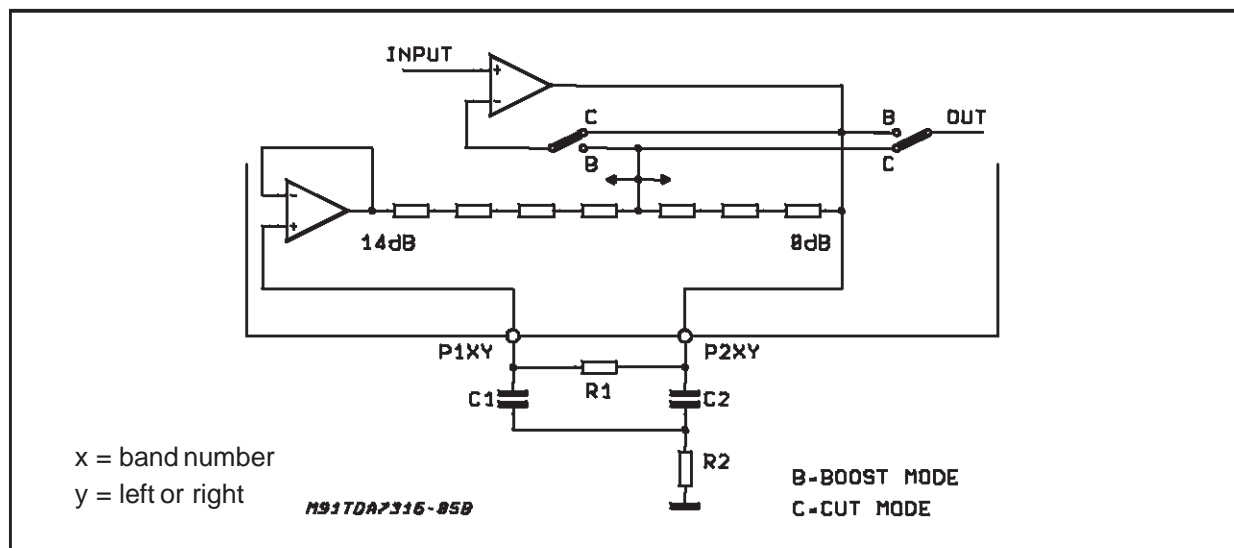 INPUT
+
-
C
B
B
OUT
C
-
+
14dB
0dB
P1XY
P2XY
R1
C1
C2
R2
x = band number
y = left or right
M91TDA7316-05B
B=BOOST MODE
C=CUT MODE